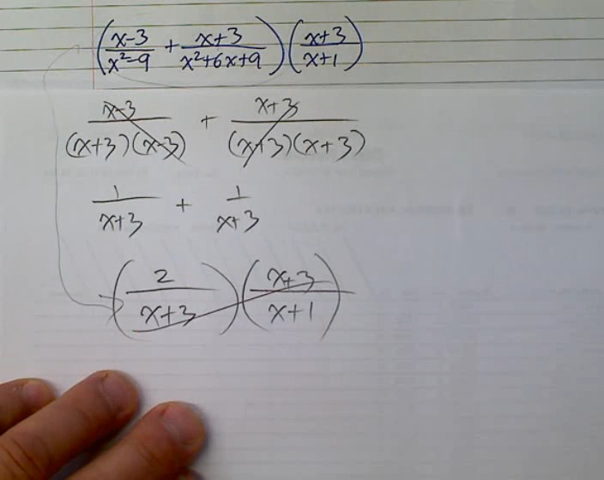 (x-3/x²-9 + x+3/x²+6x+9)(x+3/x+1)
x-3/(x+3)(x-3) + x+3/(x+3)(x+3)
1/x+3 + 1/x+3
(2/x+3)(x+3/x+1)